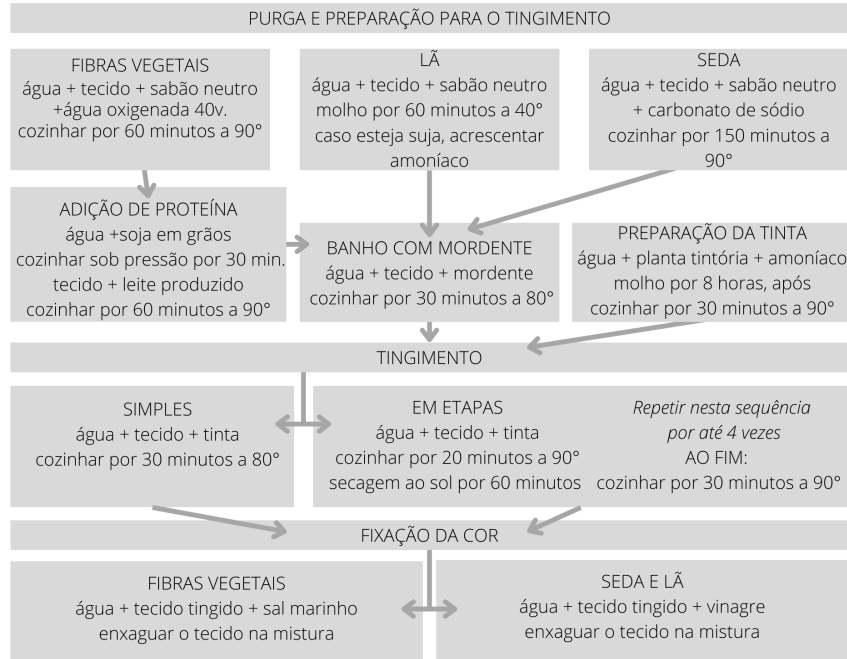 PURGA E PREPARAÇÃO PARA O TINGIMENTO
FIBRAS VEGETAIS
água + tecido + sabão neutro
+água oxigenada 40v.
cozinhar por 60 minutos a 90°
LÃ
água + tecido + sabão neutro
molho por 60 minutos a 40°
caso esteja suja, acrescentar
amoníaco
SEDA
água + tecido + sabão neutro
+ carbonato de sódio
cozinhar por 150 minutos a
90°
ADIÇÃO DE PROTEÍNA
água +soja em grãos
cozinhar sob pressão por 30 min.
tecido + leite produzido
cozinhar por 60 minutos a 90°
BANHO COM MORDENTE
água + tecido + mordente
cozinhar por 30 minutos a 80°
PREPARAÇÃO DA TINTA
água + planta tintória + amoníaco
molho por 8 horas, após
cozinhar por 30 minutos a 90°
TINGIMENTO
SIMPLES
água + tecido + tinta
cozinhar por 30 minutos a 80°
EM ETAPAS
água + tecido + tinta
cozinhar por 20 minutos a 90°
secagem ao sol por 60 minutos
Repetir nesta sequência
por até 4 vezes
AO FIM:
cozinhar por 30 minutos a 90°
FIXAÇÃO DA COR
FIBRAS VEGETAIS
água + tecido tingido + sal marinho
enxaguar o tecido na mistura
SEDA E LÃ
água + tecido tingido + vinagre
enxaguar o tecido na mistura